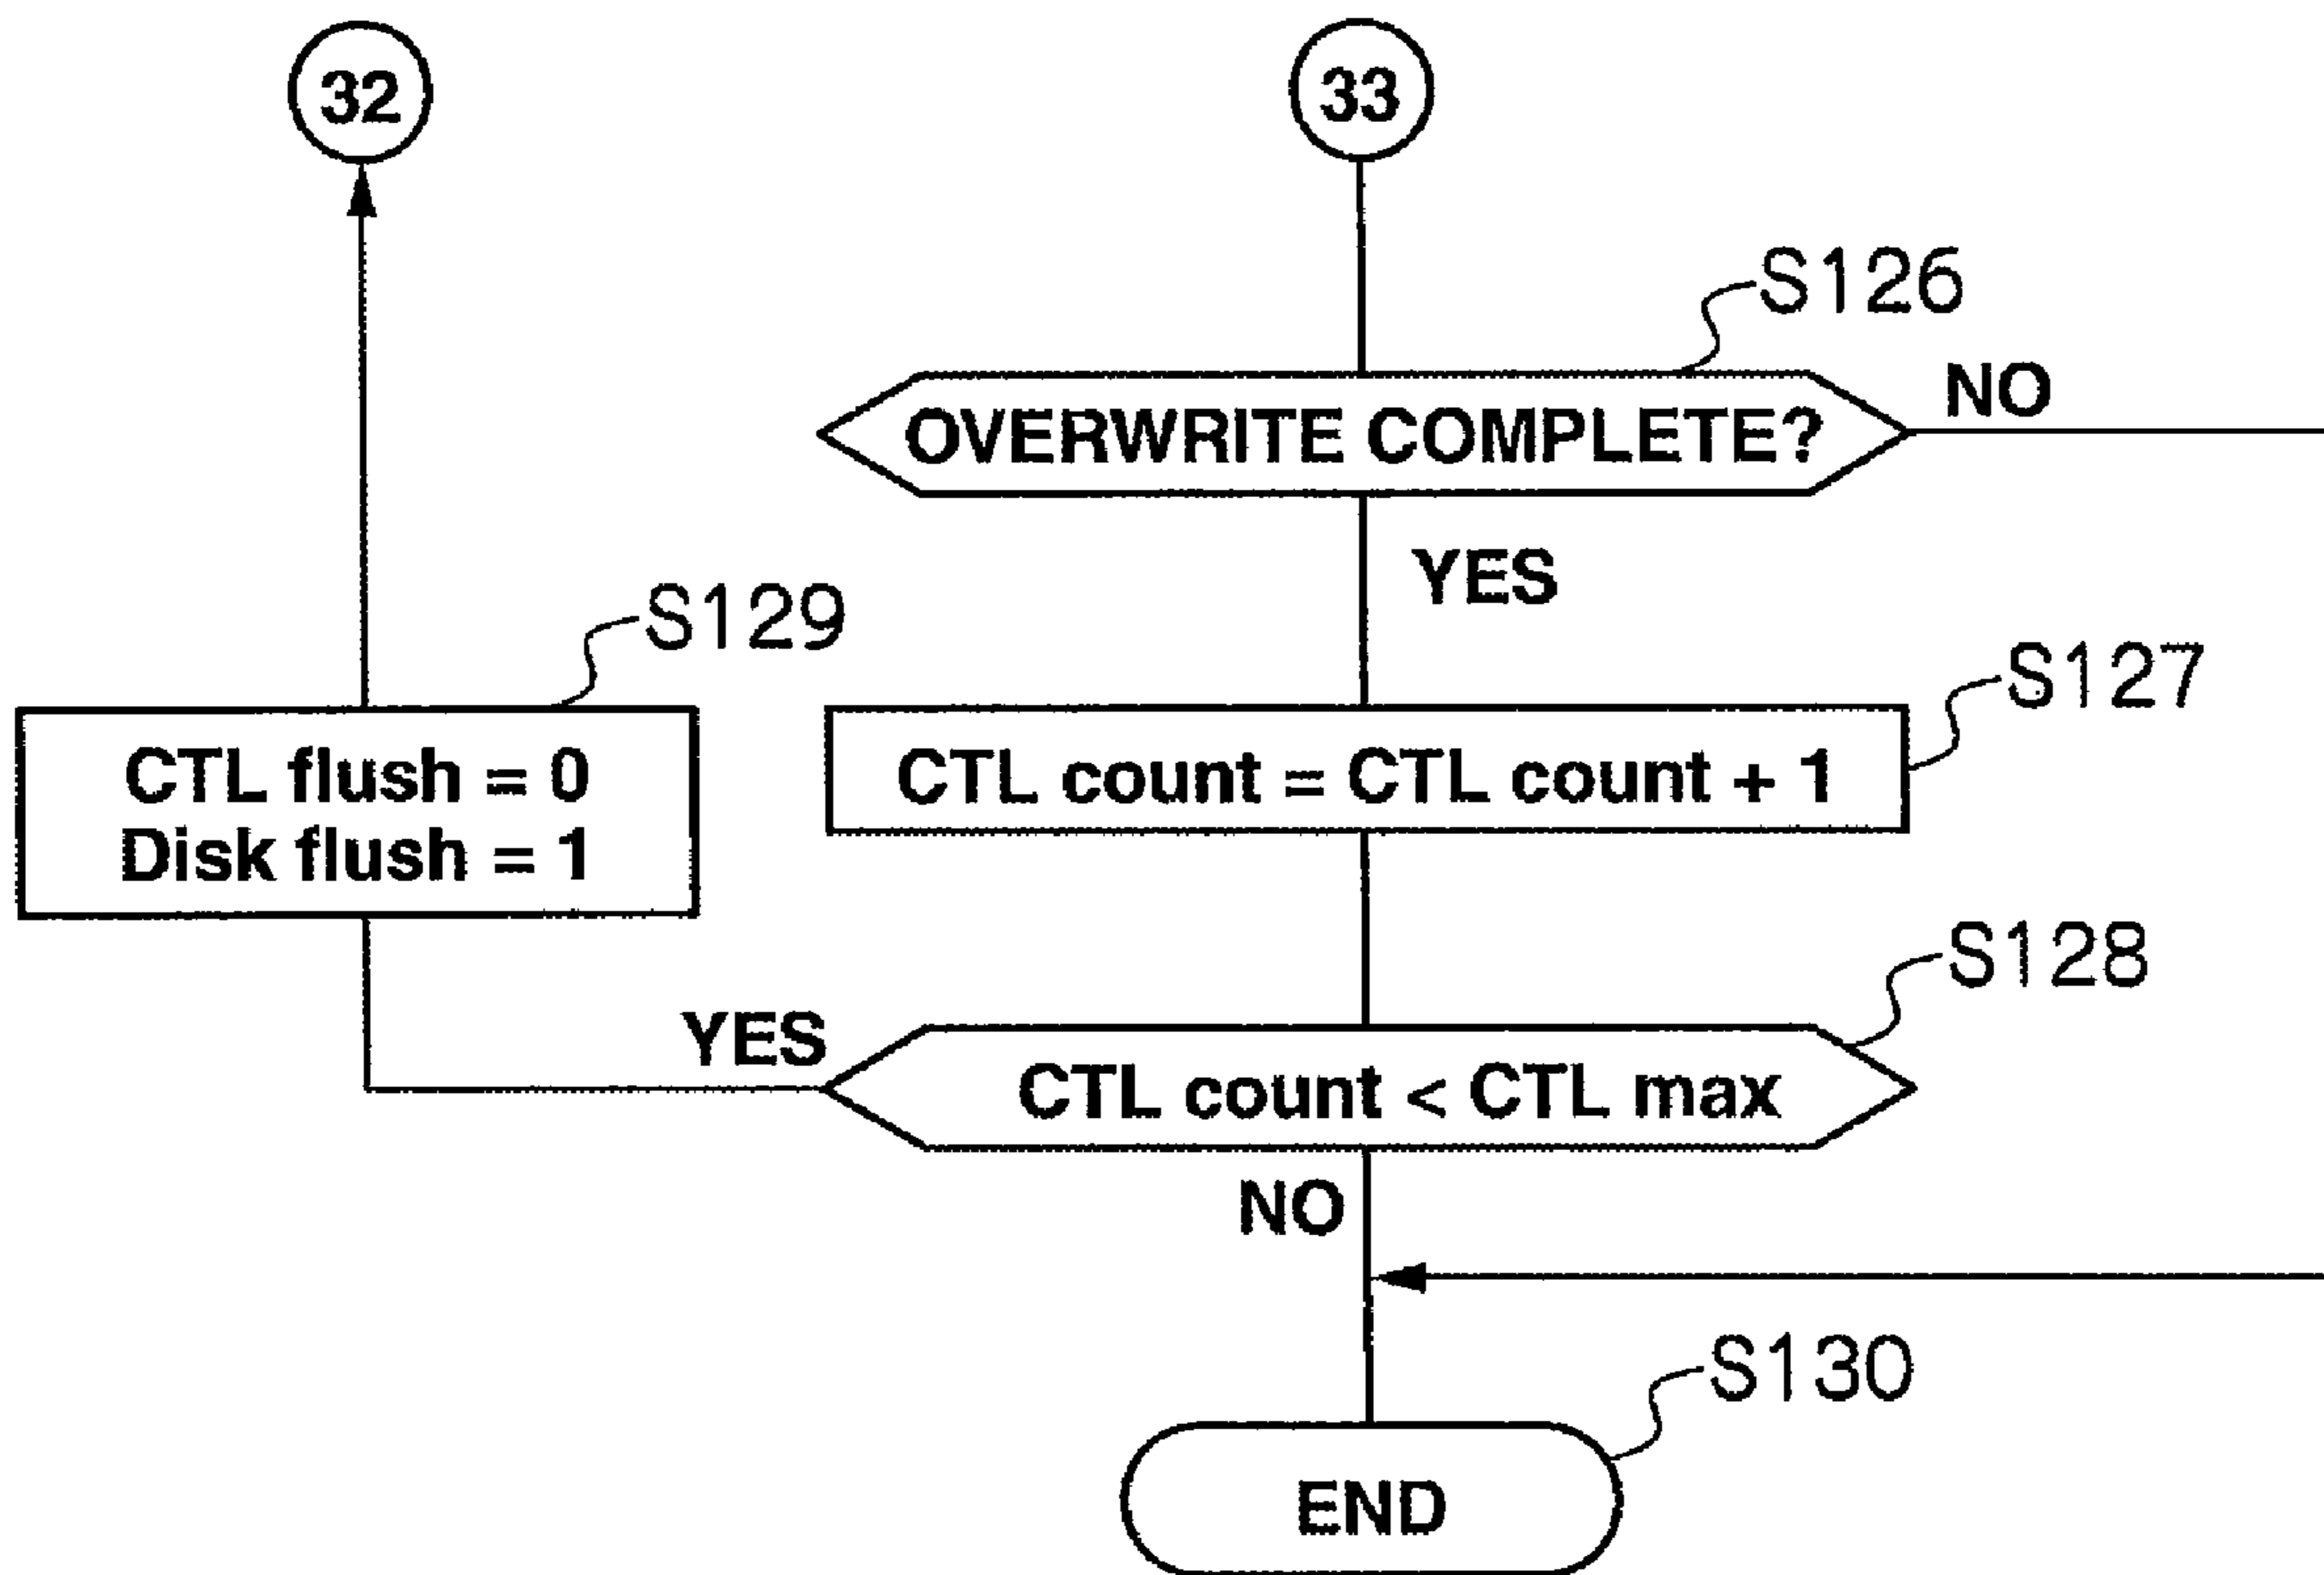 32
33
S126
OVERWRITE COMPLETE?
NO
YES
S129
S127
CTL flush = 0
Disk flush = 1
CTL count = CTL count + 1
S128
YES
CTL count < CTL max
NO
S130
END